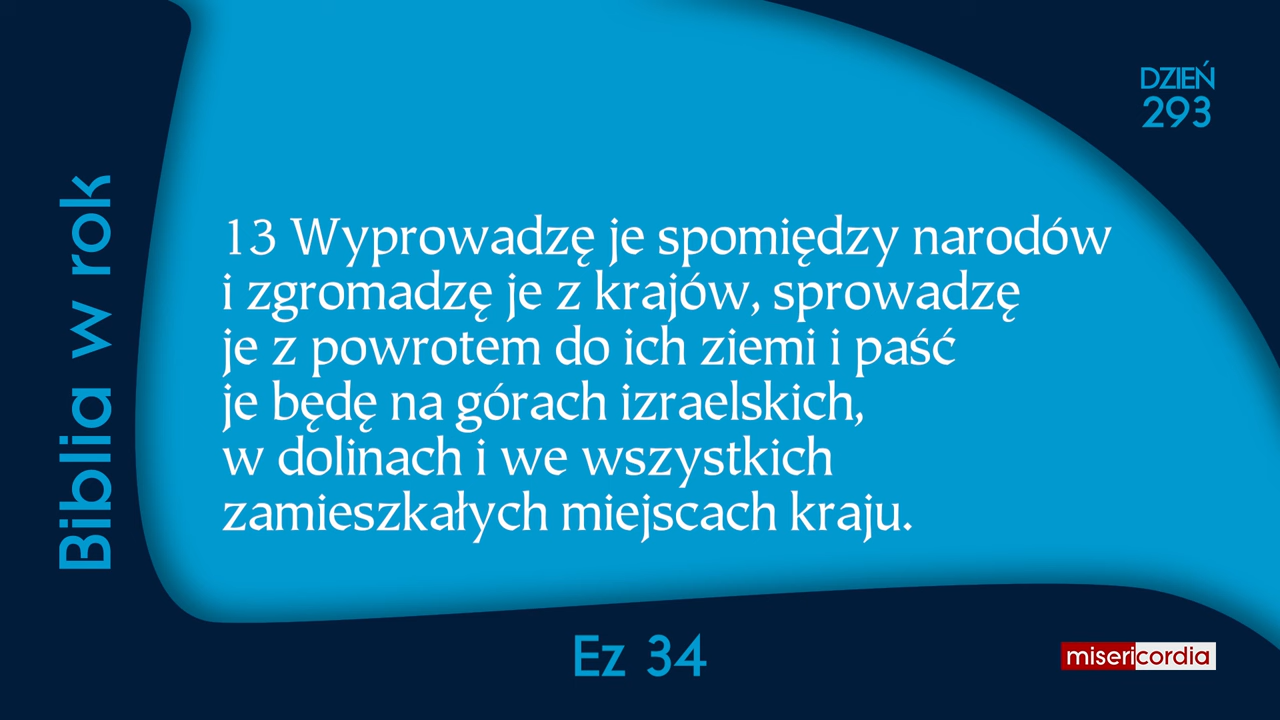 DZIEŃ
293
Biblia w rok
13 Wyprowadzę je spomiędzy narodów
i zgromadzę je z krajów, sprowadzę
je z powrotem do ich ziemi i paść
je będę na górach izraelskich,
w dolinach i we wszystkich
zamieszkałych miejscach kraju.
Ez 34
misericordia